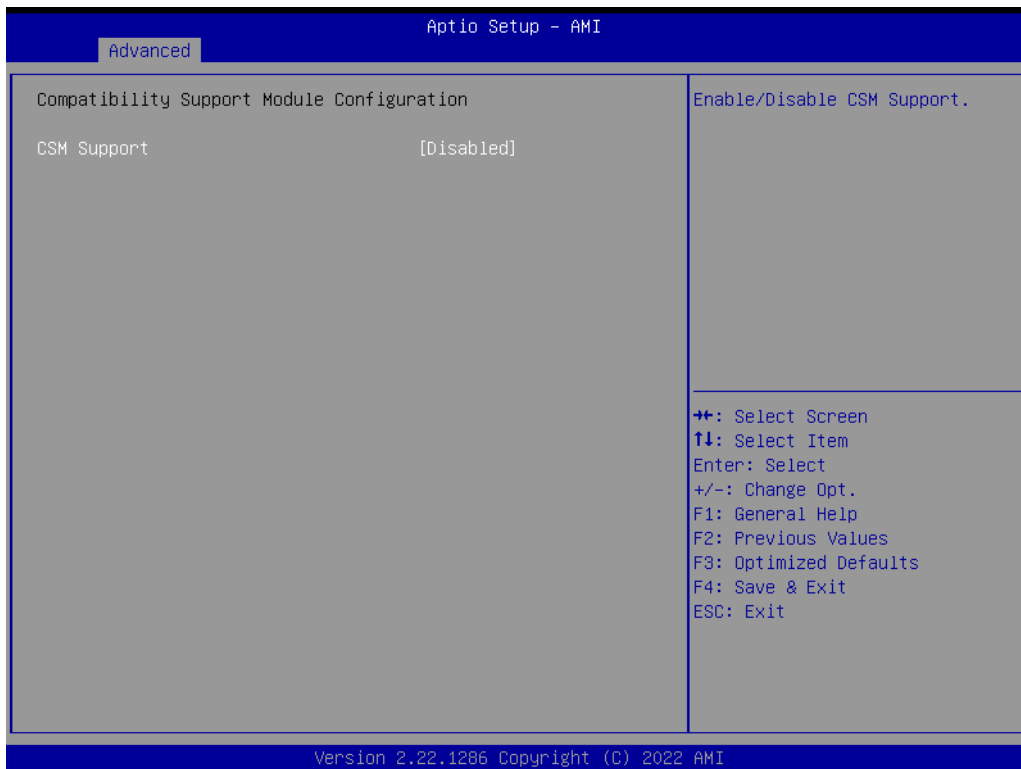 Aptio Setup – AMI
Advanced
Compatibility Support Module Configuration
CSM Support [Disabled]
Enable/Disable CSM Support.
→←: Select Screen
↑↓: Select Item
Enter: Select
+/-: Change Opt.
F1: General Help
F2: Previous Values
F3: Optimized Defaults
F4: Save & Exit
ESC: Exit
Version 2.22.1286 Copyright (C) 2022 AMI